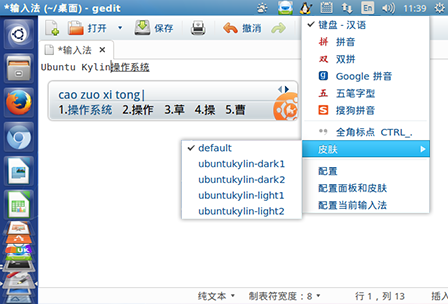 *输入法 (~/桌面) - gedit
En
11:39
打开
保存
撤消
*输入法
Ubuntu Kylin操作系统
cao zuo xi tong
1.操作系统 2.操作 3.草 4.操 5.曹
键盘 - 汉语
拼 拼音
双 双拼
g Google 拼音
五 五笔字型
S 搜狗拼音
全角标点 CTRL_.
皮肤
配置
配置面板和皮肤
配置当前输入法
default
ubuntukylin-dark1
ubuntukylin-dark2
ubuntukylin-light1
ubuntukylin-light2
纯文本
制表符宽度：8
行 1，列 13
插入